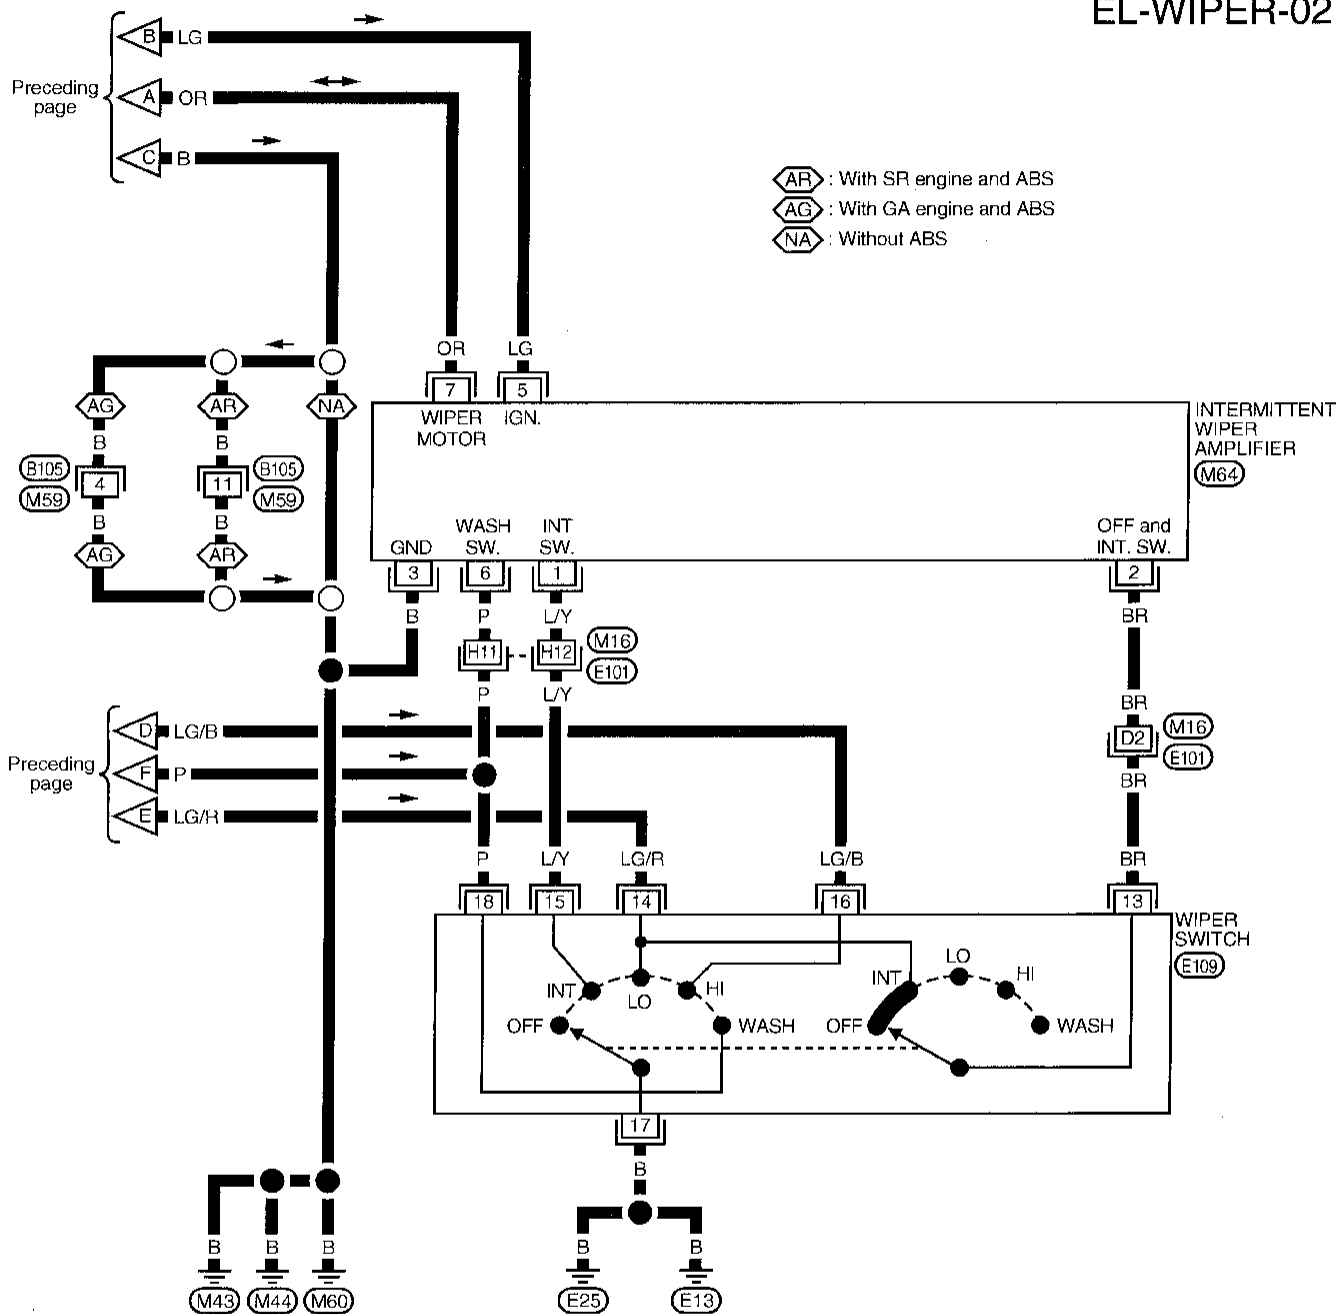 EL-WIPER-02
B LG
Preceding page
A OR
C B
AR : With SR engine and ABS
AG : With GA engine and ABS
NA : Without ABS
OR LG
7 5
WIPER MOTOR
IGN.
INTERMITTENT WIPER AMPLIFIER
M64
AG AR NA
B B
B105 4 M59
11 B105 M59
B B
AG AR
GND
WASH SW.
INT SW.
OFF and INT. SW.
3 6 1 2
B P L/Y BR
H11 H12 M16 E101
P L/Y
BR
D2 M16 E101
BR
Preceding page
D LG/B
F P
E LG/R
P L/Y LG/R LG/B BR
18 15 14 16 13
WIPER SWITCH
E109
OFF INT LO HI WASH
OFF INT LO HI WASH
17
B
B B B B B
M43 M44 M60 E25 E13